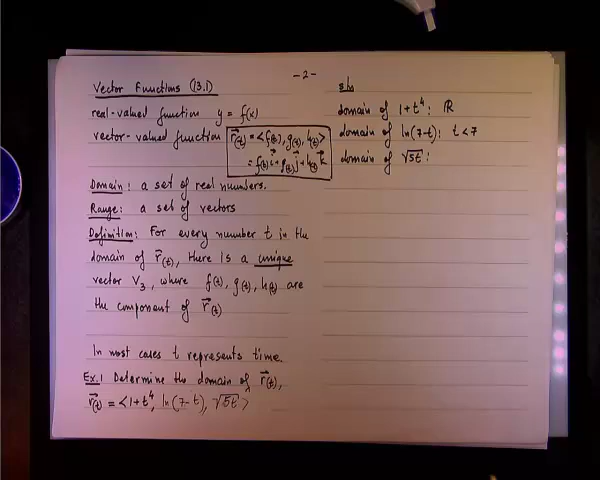 -2-
Vector Functions (13.1)
real-valued function y = f(x)
vector-valued function r⃗(t) = <f(t), g(t), h(t)>
= f(t) i⃗ + g(t) j⃗ + h(t) k⃗
Domain: a set of real numbers.
Range: a set of vectors
Definition: For every number t in the
domain of r⃗(t), there is a unique
vector V₃, where f(t), g(t), h(t) are
the component of r⃗(t)
In most cases t represents time.
Ex.1 Determine the domain of r⃗(t),
r⃗(t) = <1+t⁴, ln(7-t), √5t>
sln
domain of 1+t⁴: ℝ
domain of ln(7-t): t<7
domain of √5t: